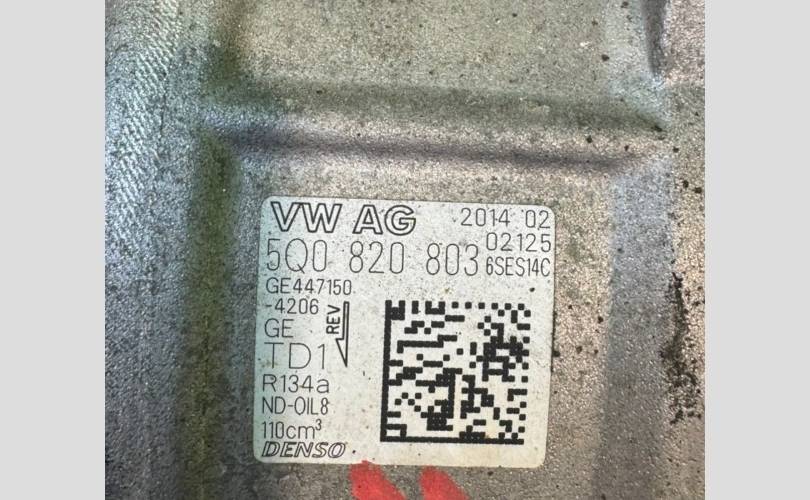 VW AG 2014 02
02125
5Q0 820 803 6SES14C
GE447150
-4206
GE
REV
TD1
R134a
ND-OIL8
110cm³
DENSO